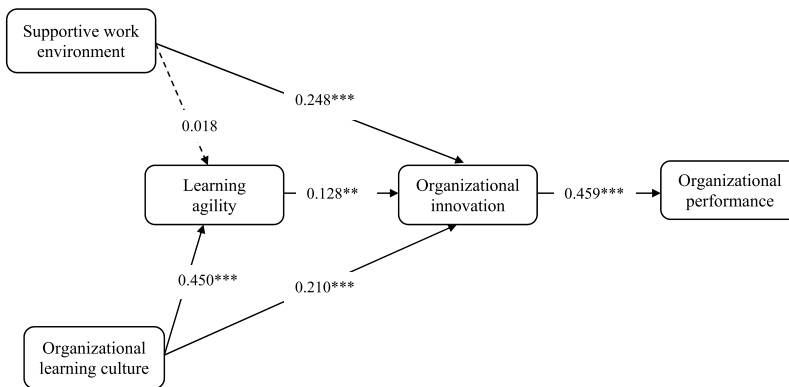 Supportive work
environment
0.248***
0.018
Learning
agility
0.128**
Organizational
innovation
0.459***
Organizational
performance
0.450***
0.210***
Organizational
learning culture